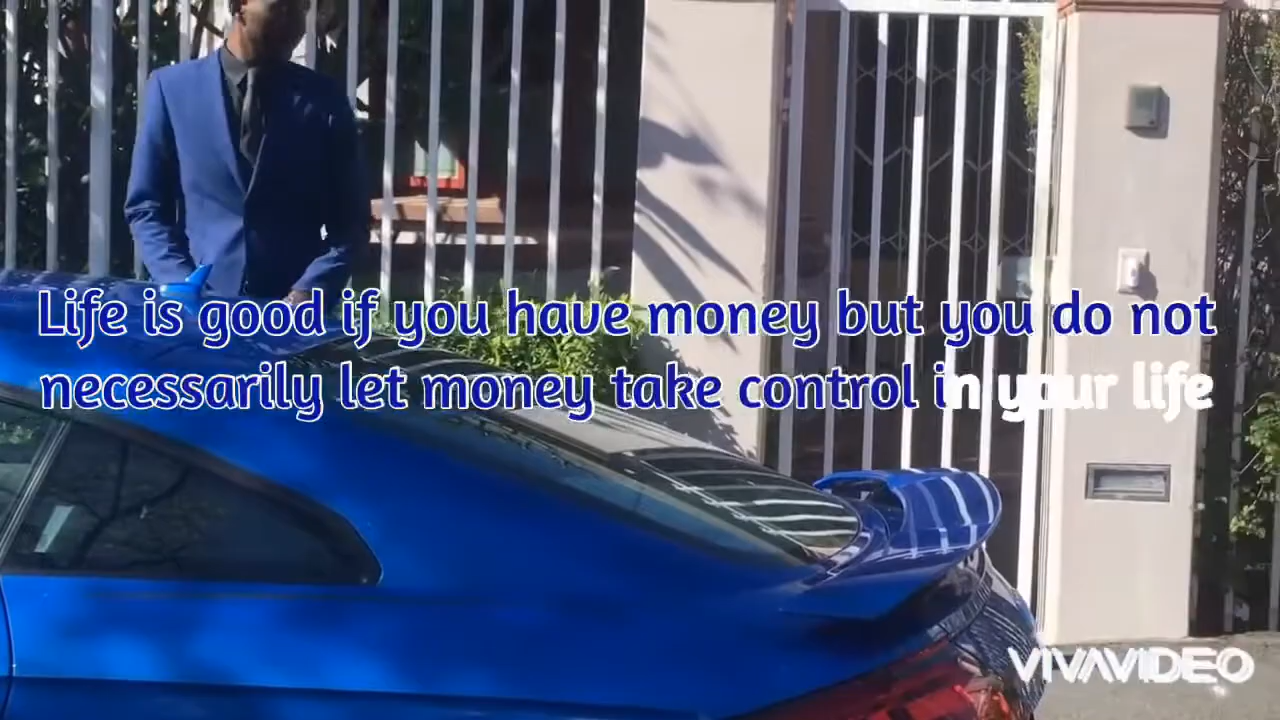 Life is good if you have money but you do not
necessarily let money take control in your life
VIVAVIDEO